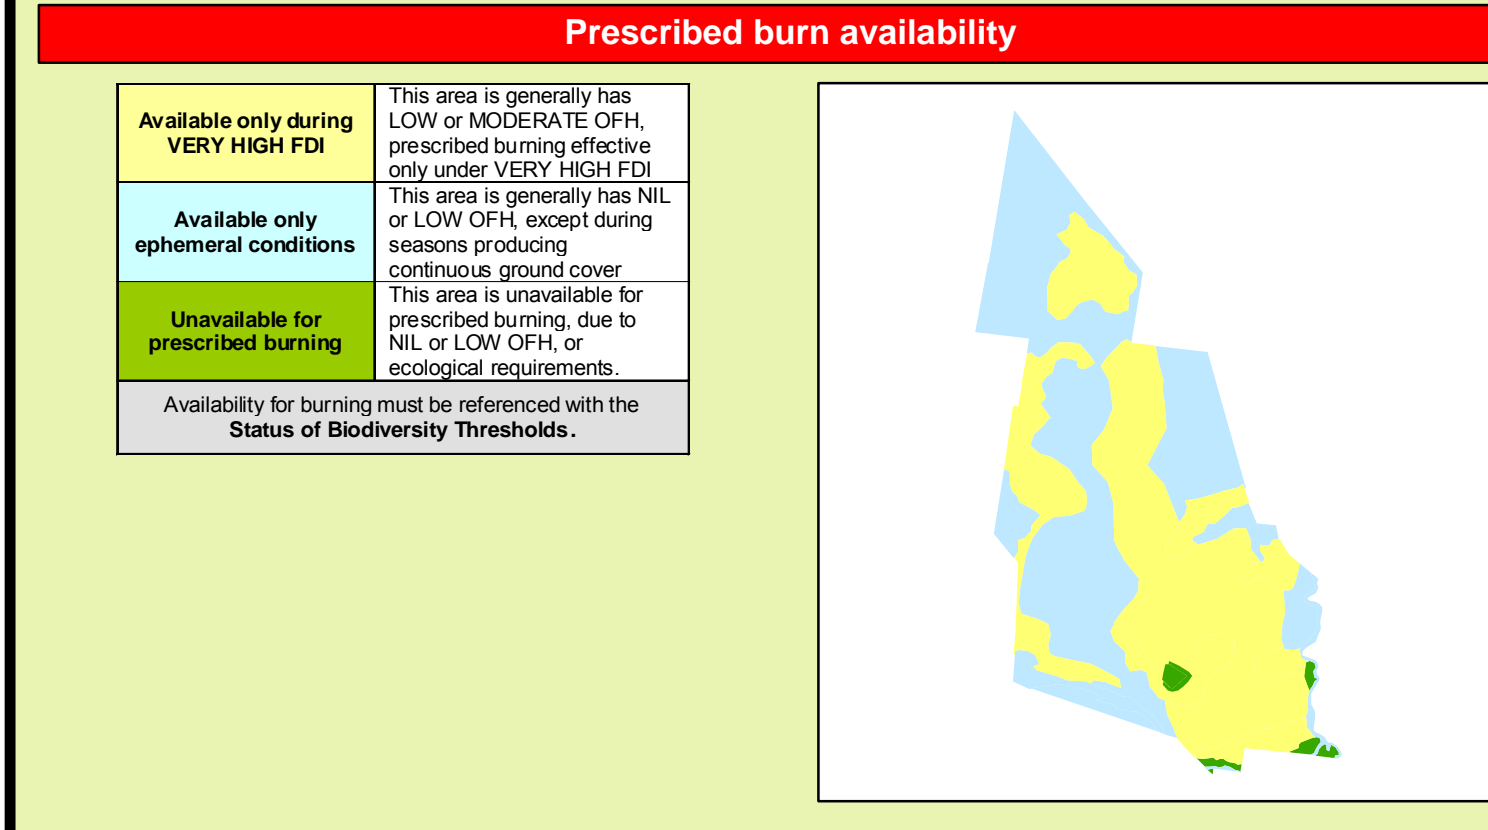 Prescribed burn availability
Available only during
VERY HIGH FDI
This area is generally has
LOW or MODERATE OFH,
prescribed burning effective
only under VERY HIGH FDI
Available only
ephemeral conditions
This area is generally has NIL
or LOW OFH, except during
seasons producing
continuous ground cover
Unavailable for
prescribed burning
This area is unavailable for
prescribed burning, due to
NIL or LOW OFH, or
ecological requirements.
Availability for burning must be referenced with the
Status of Biodiversity Thresholds.